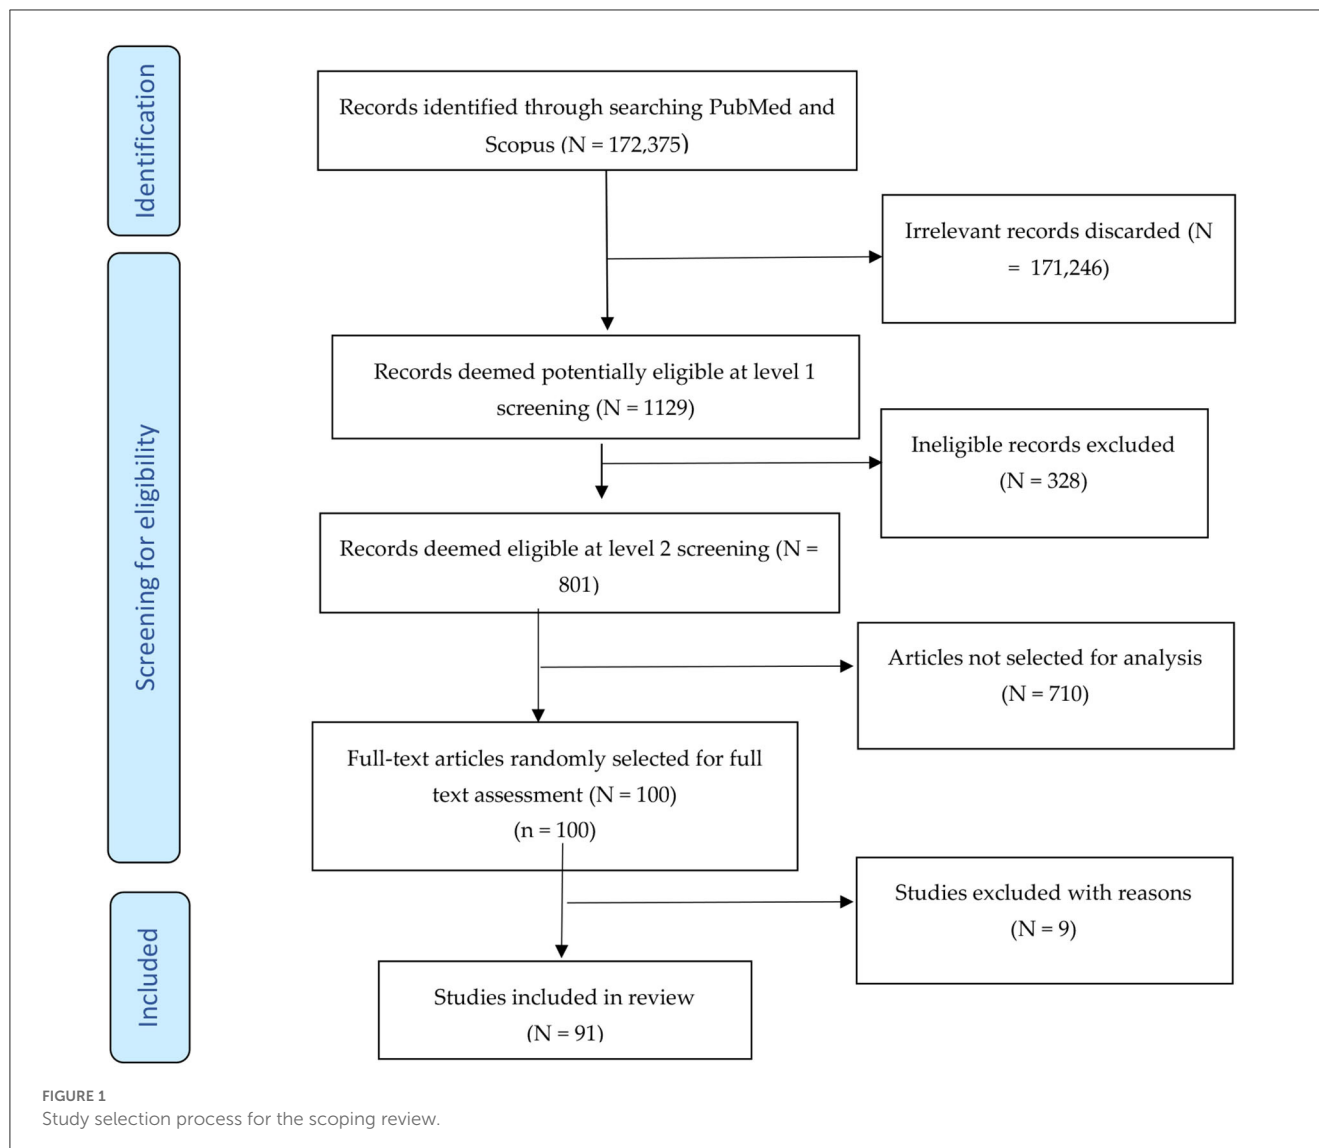 Identification
Records identified through searching PubMed and
Scopus (N = 172,375)
Irrelevant records discarded (N
= 171,246)
Screening for eligibility
Records deemed potentially eligible at level 1
screening (N = 1129)
Ineligible records excluded
(N = 328)
Records deemed eligible at level 2 screening (N =
801)
Articles not selected for analysis
(N = 710)
Full-text articles randomly selected for full
text assessment (N = 100)
(n = 100)
Studies excluded with reasons
(N = 9)
Included
Studies included in review
(N = 91)
FIGURE 1
Study selection process for the scoping review.